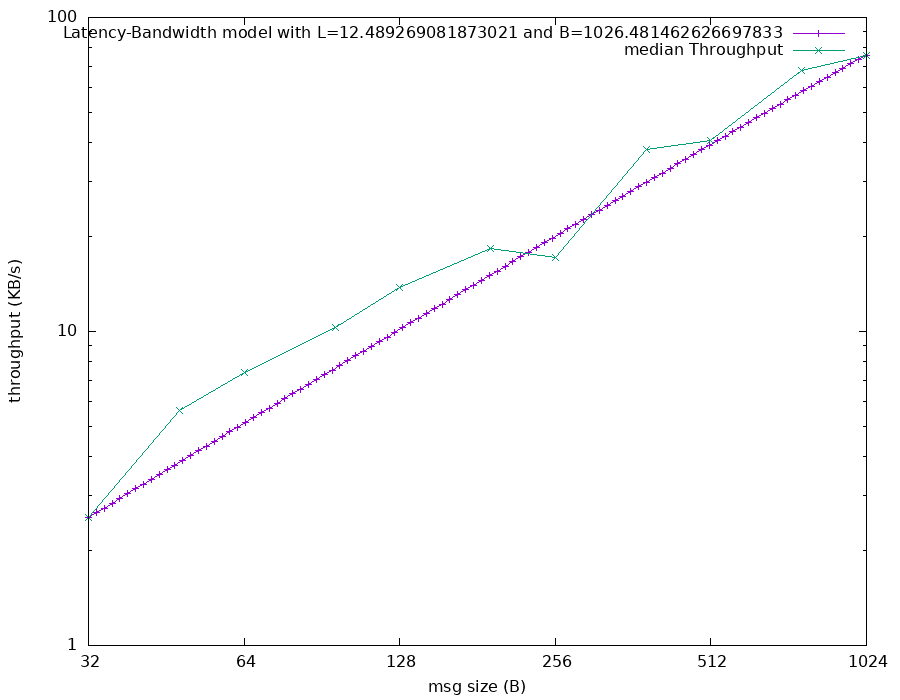 100
Latency-Bandwidth model with L=12.489269081873021 and B=1026.481462626697833
median Throughput
throughput (KB/s)
10
1
32 64 128 256 512 1024
msg size (B)